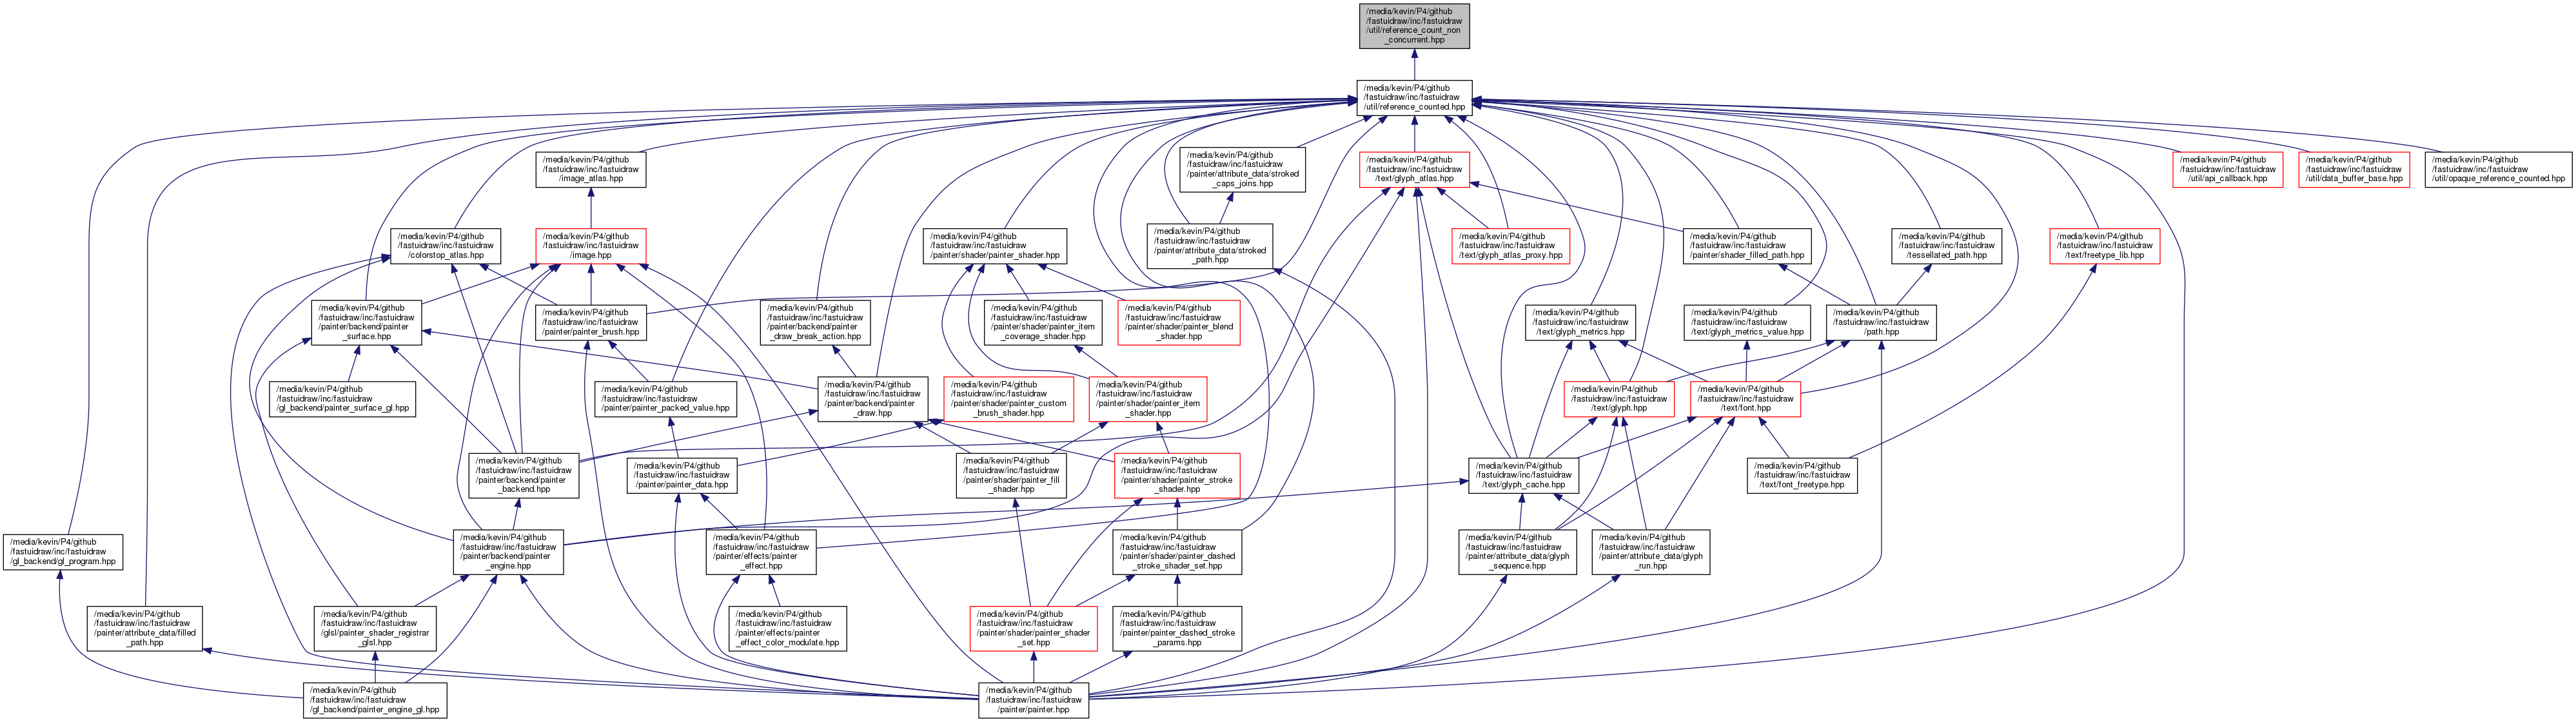 /media/kevin/P4/github
/fastuidraw/inc/fastuidraw
/util/reference_count_non
_concurrent.hpp
/media/kevin/P4/github
/fastuidraw/inc/fastuidraw
/util/reference_counted.hpp
/media/kevin/P4/github
/fastuidraw/inc/fastuidraw
/image_atlas.hpp
/media/kevin/P4/github
/fastuidraw/inc/fastuidraw
/painter/attribute_data/stroked
_caps_joins.hpp
/media/kevin/P4/github
/fastuidraw/inc/fastuidraw
/text/glyph_atlas.hpp
/media/kevin/P4/github
/fastuidraw/inc/fastuidraw
/util/api_callback.hpp
/media/kevin/P4/github
/fastuidraw/inc/fastuidraw
/util/data_buffer_base.hpp
/media/kevin/P4/github
/fastuidraw/inc/fastuidraw
/util/opaque_reference_counted.hpp
/media/kevin/P4/github
/fastuidraw/inc/fastuidraw
/colorstop_atlas.hpp
/media/kevin/P4/github
/fastuidraw/inc/fastuidraw
/image.hpp
/media/kevin/P4/github
/fastuidraw/inc/fastuidraw
/painter/shader/painter_shader.hpp
/media/kevin/P4/github
/fastuidraw/inc/fastuidraw
/painter/attribute_data/stroked
_path.hpp
/media/kevin/P4/github
/fastuidraw/inc/fastuidraw
/text/glyph_atlas_proxy.hpp
/media/kevin/P4/github
/fastuidraw/inc/fastuidraw
/painter/shader_filled_path.hpp
/media/kevin/P4/github
/fastuidraw/inc/fastuidraw
/tessellated_path.hpp
/media/kevin/P4/github
/fastuidraw/inc/fastuidraw
/text/freetype_lib.hpp
/media/kevin/P4/github
/fastuidraw/inc/fastuidraw
/painter/backend/painter
_surface.hpp
/media/kevin/P4/github
/fastuidraw/inc/fastuidraw
/painter/painter_brush.hpp
/media/kevin/P4/github
/fastuidraw/inc/fastuidraw
/painter/backend/painter
_draw_break_action.hpp
/media/kevin/P4/github
/fastuidraw/inc/fastuidraw
/painter/shader/painter_item
_coverage_shader.hpp
/media/kevin/P4/github
/fastuidraw/inc/fastuidraw
/painter/shader/painter_blend
_shader.hpp
/media/kevin/P4/github
/fastuidraw/inc/fastuidraw
/text/glyph_metrics.hpp
/media/kevin/P4/github
/fastuidraw/inc/fastuidraw
/text/glyph_metrics_value.hpp
/media/kevin/P4/github
/fastuidraw/inc/fastuidraw
/path.hpp
/media/kevin/P4/github
/fastuidraw/inc/fastuidraw
/gl_backend/painter_surface_gl.hpp
/media/kevin/P4/github
/fastuidraw/inc/fastuidraw
/painter/painter_packed_value.hpp
/media/kevin/P4/github
/fastuidraw/inc/fastuidraw
/painter/backend/painter
_draw.hpp
/media/kevin/P4/github
/fastuidraw/inc/fastuidraw
/painter/shader/painter_custom
_brush_shader.hpp
/media/kevin/P4/github
/fastuidraw/inc/fastuidraw
/painter/shader/painter_item
_shader.hpp
/media/kevin/P4/github
/fastuidraw/inc/fastuidraw
/text/glyph.hpp
/media/kevin/P4/github
/fastuidraw/inc/fastuidraw
/text/font.hpp
/media/kevin/P4/github
/fastuidraw/inc/fastuidraw
/painter/backend/painter
_backend.hpp
/media/kevin/P4/github
/fastuidraw/inc/fastuidraw
/painter/painter_data.hpp
/media/kevin/P4/github
/fastuidraw/inc/fastuidraw
/painter/shader/painter_fill
_shader.hpp
/media/kevin/P4/github
/fastuidraw/inc/fastuidraw
/painter/shader/painter_stroke
_shader.hpp
/media/kevin/P4/github
/fastuidraw/inc/fastuidraw
/text/glyph_cache.hpp
/media/kevin/P4/github
/fastuidraw/inc/fastuidraw
/text/font_freetype.hpp
/media/kevin/P4/github
/fastuidraw/inc/fastuidraw
/gl_backend/gl_program.hpp
/media/kevin/P4/github
/fastuidraw/inc/fastuidraw
/painter/backend/painter
_engine.hpp
/media/kevin/P4/github
/fastuidraw/inc/fastuidraw
/painter/effects/painter
_effect.hpp
/media/kevin/P4/github
/fastuidraw/inc/fastuidraw
/painter/shader/painter_dashed
_stroke_shader_set.hpp
/media/kevin/P4/github
/fastuidraw/inc/fastuidraw
/painter/attribute_data/glyph
_sequence.hpp
/media/kevin/P4/github
/fastuidraw/inc/fastuidraw
/painter/attribute_data/glyph
_run.hpp
/media/kevin/P4/github
/fastuidraw/inc/fastuidraw
/painter/attribute_data/filled
_path.hpp
/media/kevin/P4/github
/fastuidraw/inc/fastuidraw
/glsl/painter_shader_registrar
_glsl.hpp
/media/kevin/P4/github
/fastuidraw/inc/fastuidraw
/painter/effects/painter
_effect_color_modulate.hpp
/media/kevin/P4/github
/fastuidraw/inc/fastuidraw
/painter/shader/painter_shader
_set.hpp
/media/kevin/P4/github
/fastuidraw/inc/fastuidraw
/painter/painter_dashed_stroke
_params.hpp
/media/kevin/P4/github
/fastuidraw/inc/fastuidraw
/gl_backend/painter_engine_gl.hpp
/media/kevin/P4/github
/fastuidraw/inc/fastuidraw
/painter/painter.hpp